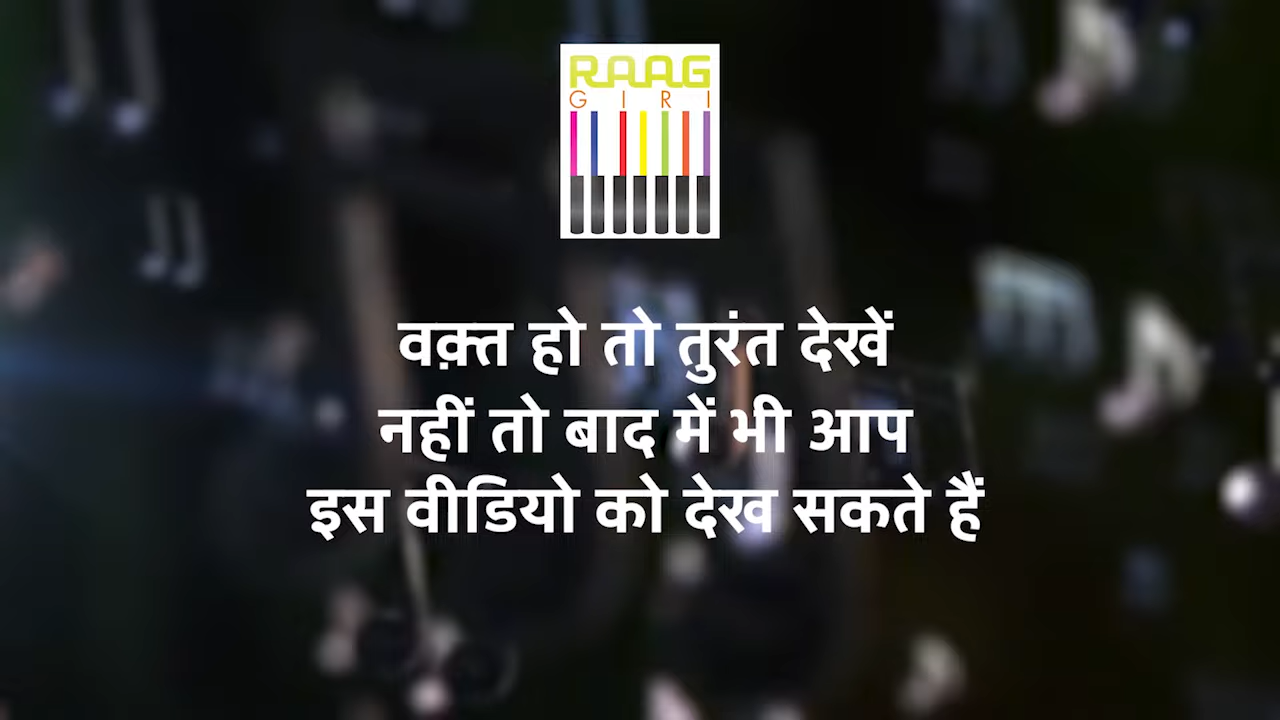 RAAG
GIRI
वक़्त हो तो तुरंत देखें
नहीं तो बाद में भी आप
इस वीडियो को देख सकते हैं